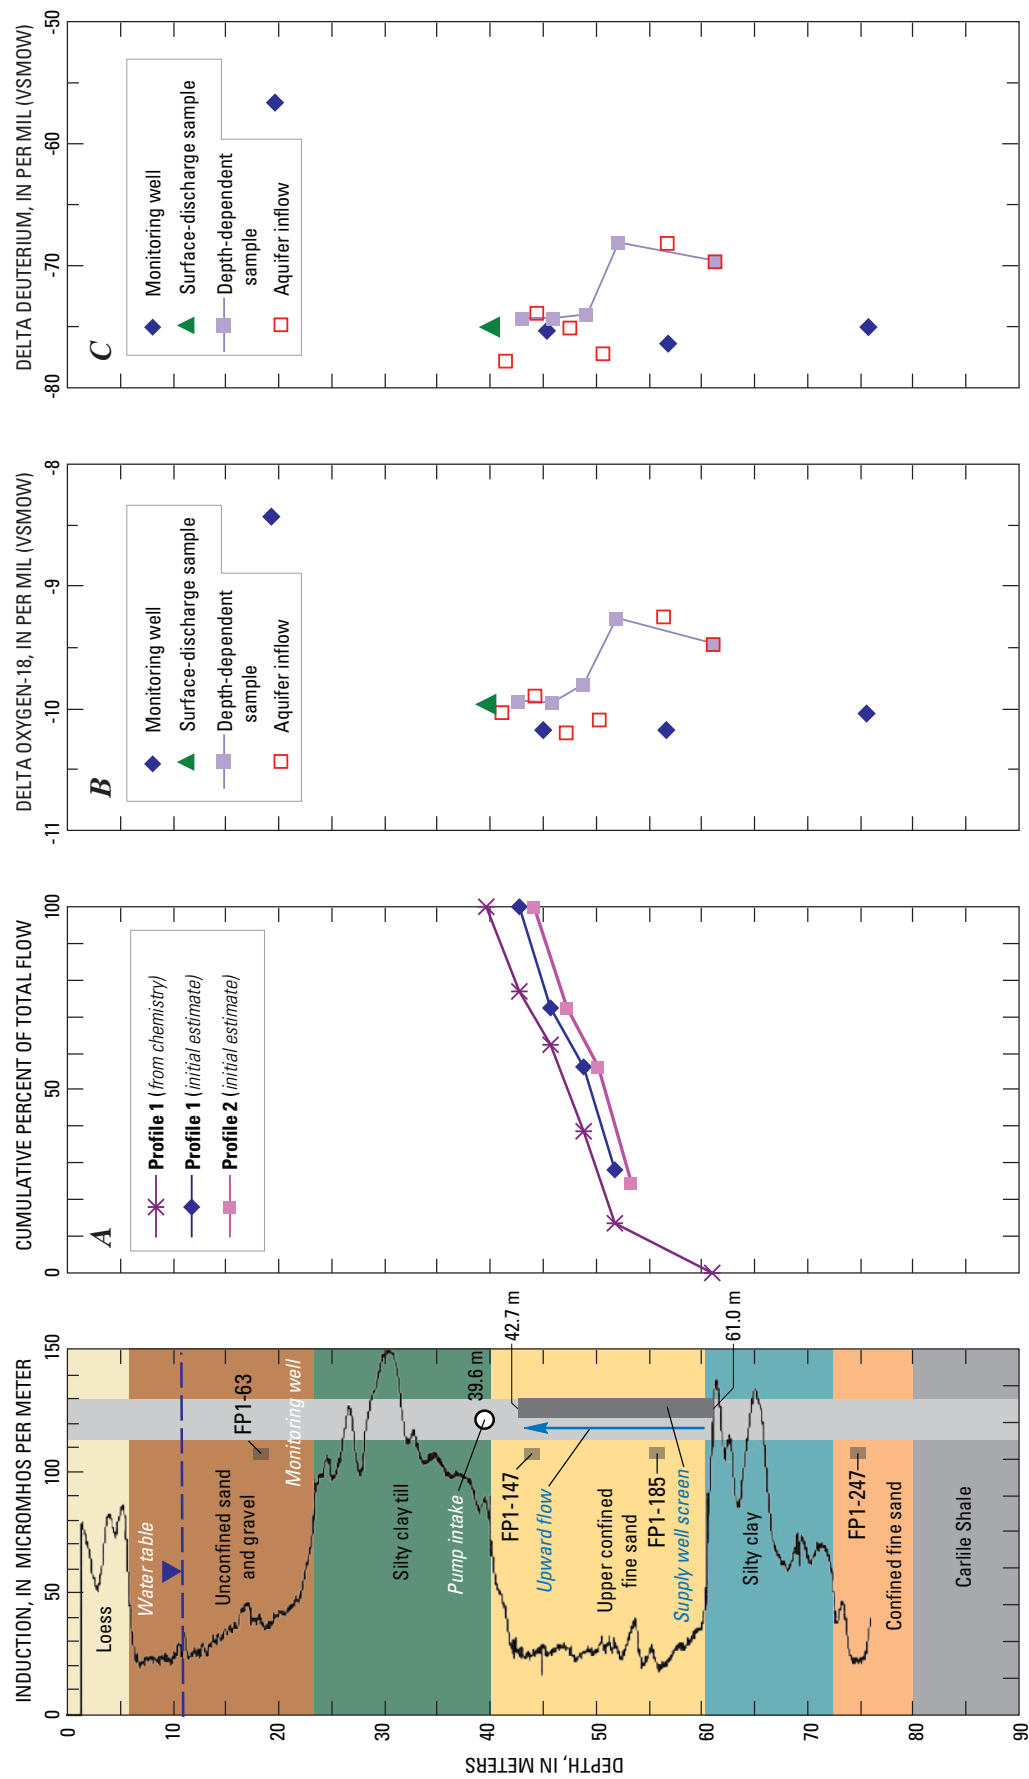 INDUCTION, IN MICROMHOS PER METER
0
50
100
150
DEPTH, IN METERS
0
10
20
30
40
50
60
70
80
90
Loess
Water table
Unconfined sand
and gravel
FP1-63
Monitoring well
Silty clay till
Pump intake
39.6 m
FP1-147
42.7 m
Upward flow
Upper confined
fine sand
FP1-185
Supply well screen
61.0 m
Silty clay
FP1-247
Confined fine sand
Carlile Shale
CUMULATIVE PERCENT OF TOTAL FLOW
0
50
100
A
Profile 1 (from chemistry)
Profile 1 (initial estimate)
Profile 2 (initial estimate)
DELTA OXYGEN-18, IN PER MIL (VSMOW)
-11
-10
-9
-8
B
Monitoring well
Surface-discharge sample
Depth-dependent
sample
Aquifer inflow
DELTA DEUTERIUM, IN PER MIL (VSMOW)
-80
-70
-60
-50
C
Monitoring well
Surface-discharge sample
Depth-dependent
sample
Aquifer inflow